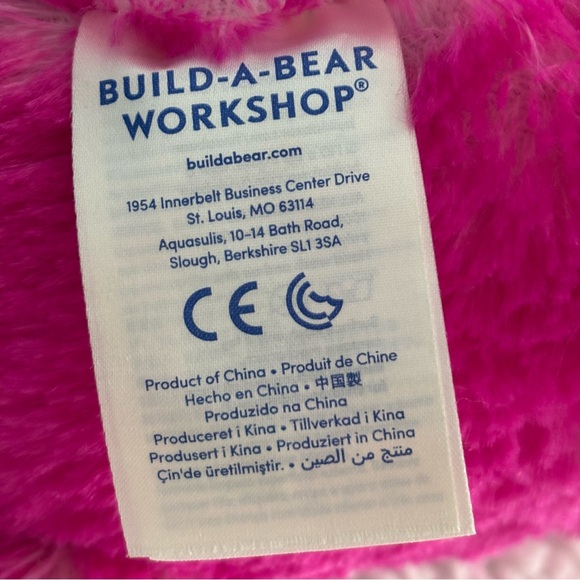 BUILD-A-BEAR
WORKSHOP®
buildabear.com
1954 Innerbelt Business Center Drive
St. Louis, MO 63114
Aquasulis, 10-14 Bath Road,
Slough, Berkshire SL1 3SA
CE
Product of China • Produit de Chine
Hecho en China • 中国製
Produzido na China
Produceret i Kina • Tillverkad i Kina
Produsert i Kina • Produziert in China
Çin'de üretilmiştir. • منتج من الصين